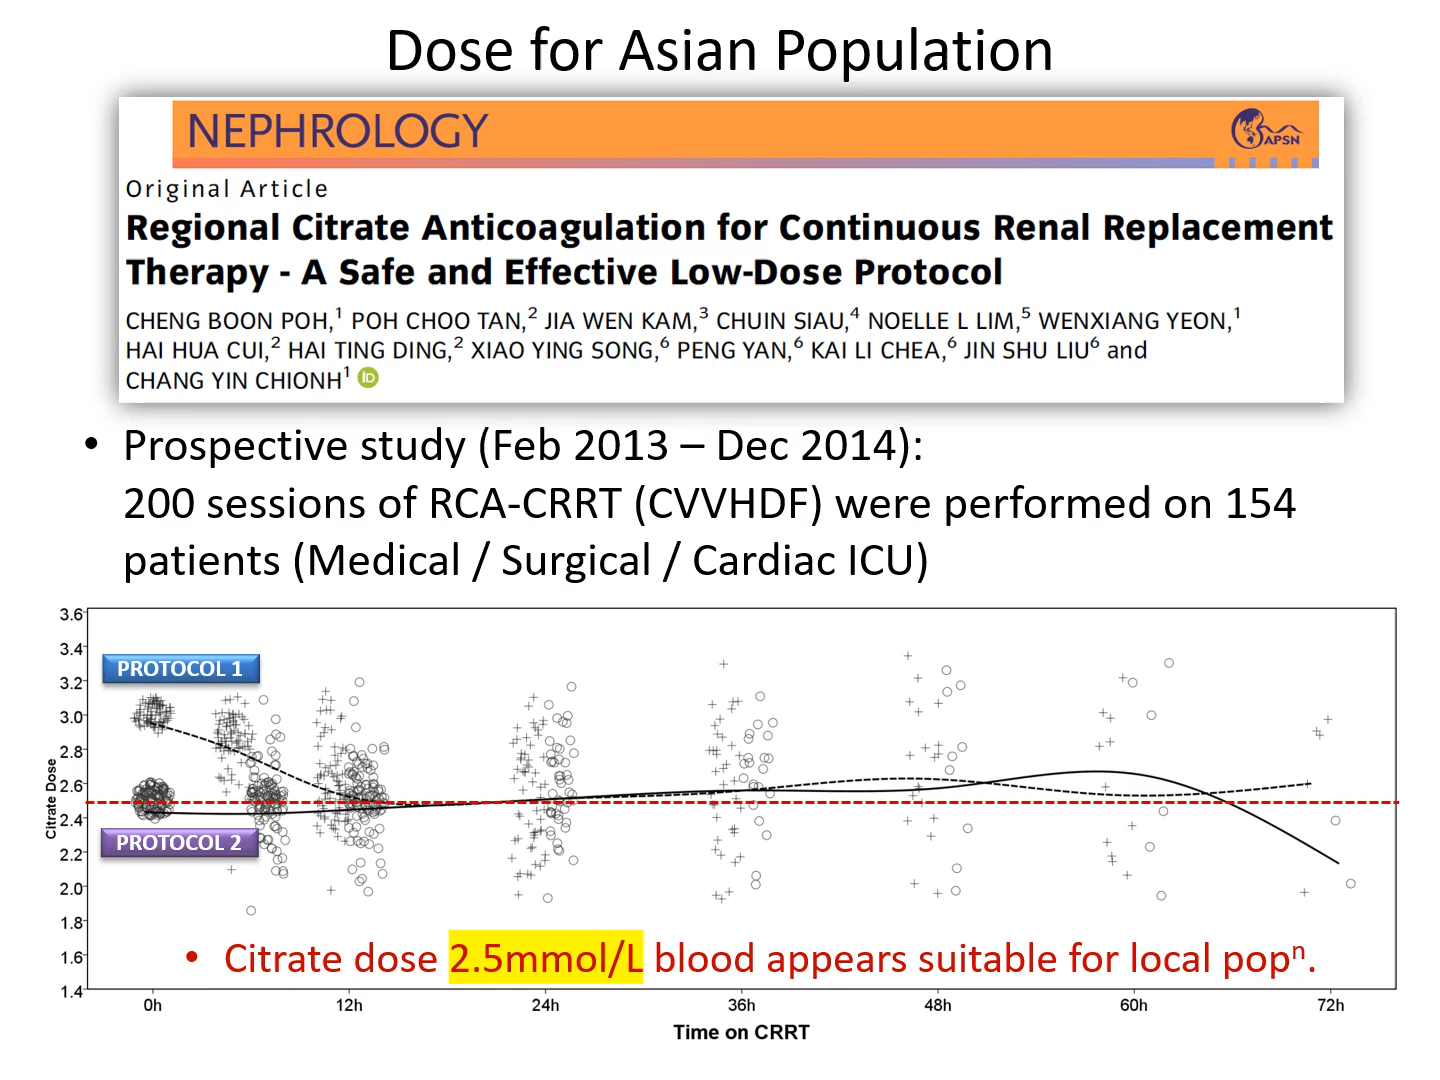 Dose for Asian Population
NEPHROLOGY
APSN
Original Article
Regional Citrate Anticoagulation for Continuous Renal Replacement
Therapy - A Safe and Effective Low-Dose Protocol
CHENG BOON POH,¹ POH CHOO TAN,² JIA WEN KAM,³ CHUIN SIAU,⁴ NOELLE L LIM,⁵ WENXIANG YEON,¹
HAI HUA CUI,² HAI TING DING,² XIAO YING SONG,⁶ PENG YAN,⁶ KAI LI CHEA,⁶ JIN SHU LIU⁶ and
CHANG YIN CHIONH¹ iD
• Prospective study (Feb 2013 – Dec 2014):
200 sessions of RCA-CRRT (CVVHDF) were performed on 154
patients (Medical / Surgical / Cardiac ICU)
3.6
3.4
PROTOCOL 1
3.2
3.0
2.8
2.6
Citrate Dose
2.4
PROTOCOL 2
2.2
2.0
1.8
1.6
• Citrate dose 2.5mmol/L blood appears suitable for local popⁿ.
1.4
0h 12h 24h 36h 48h 60h 72h
Time on CRRT